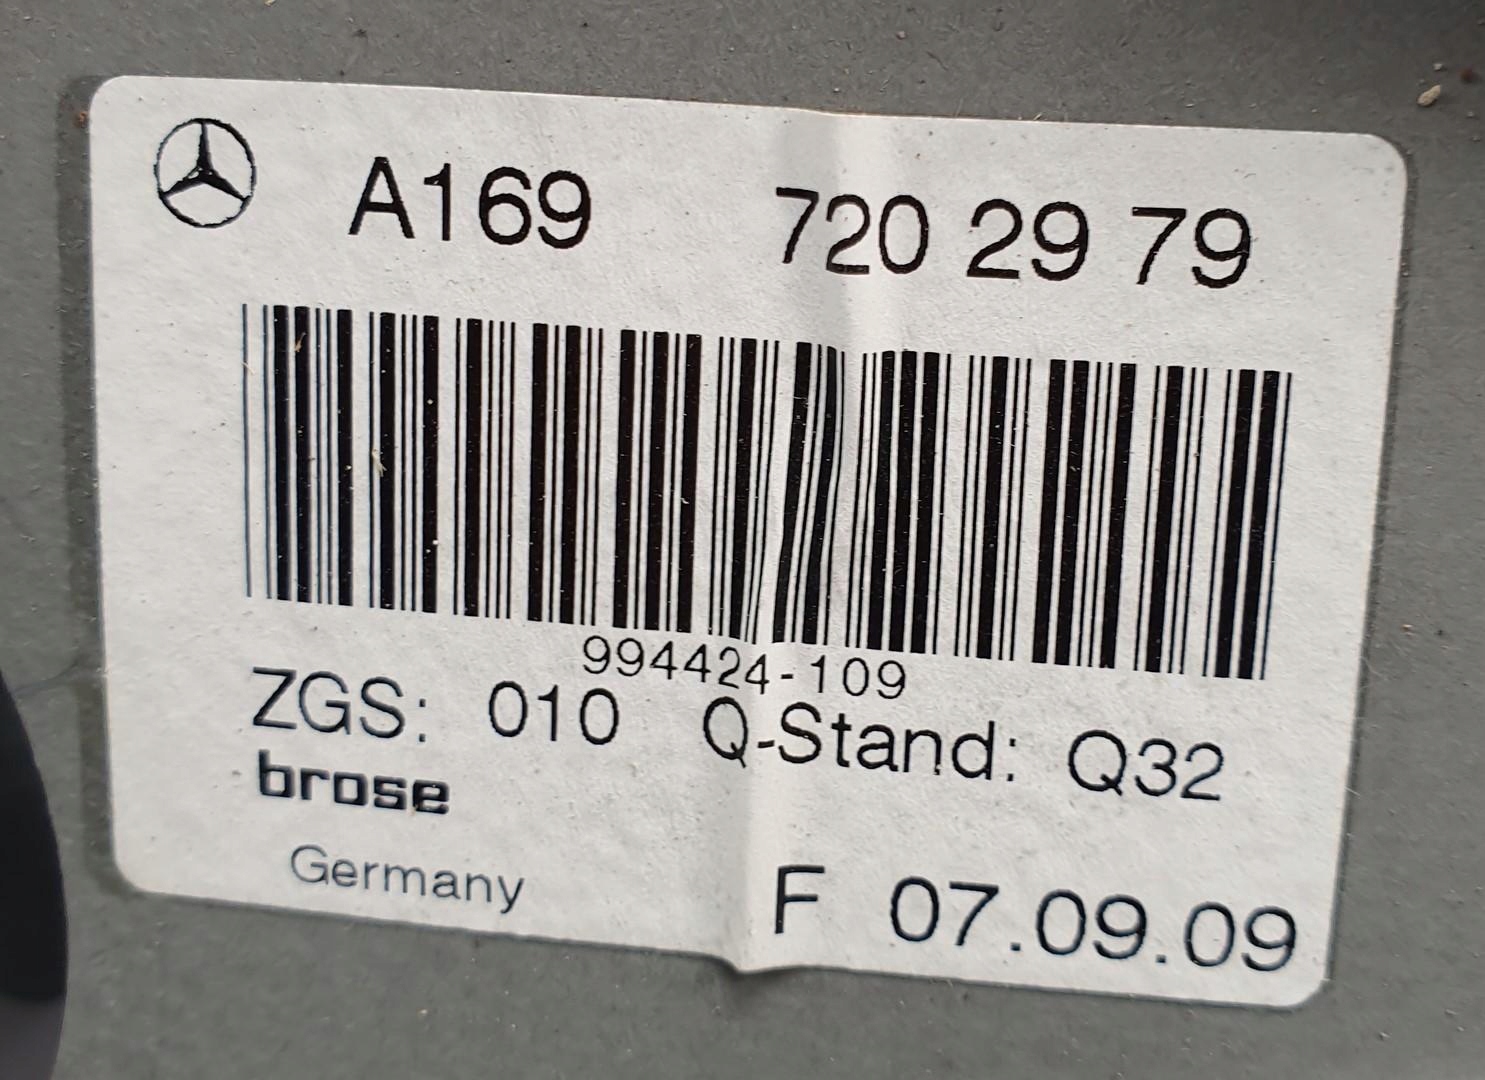 A169 720 29 79
994424-109
ZGS: 010 Q-Stand: Q32
brose
Germany
F 07.09.09